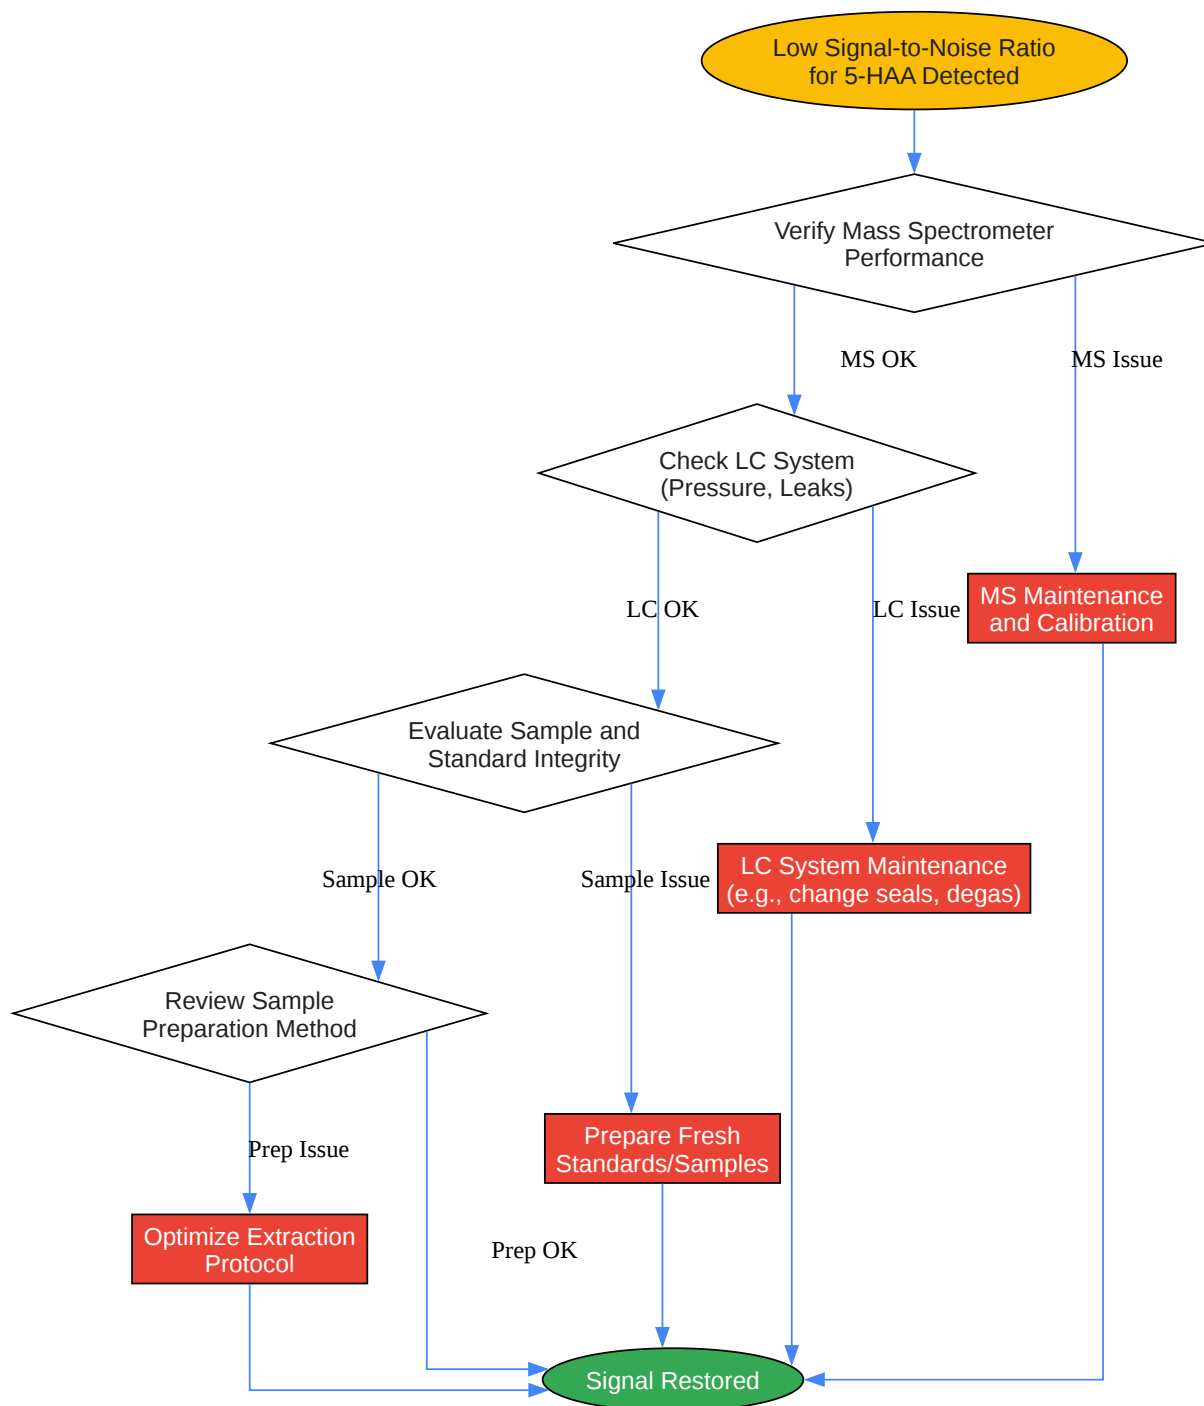 Low Signal-to-Noise Ratio
for 5-HAA Detected
Verify Mass Spectrometer
Performance
MS OK
MS Issue
Check LC System
(Pressure, Leaks)
MS Maintenance
and Calibration
LC OK
LC Issue
Evaluate Sample and
Standard Integrity
LC System Maintenance
(e.g., change seals, degas)
Sample OK
Sample Issue
Review Sample
Preparation Method
Prep Issue
Prepare Fresh
Standards/Samples
Optimize Extraction
Protocol
Prep OK
Signal Restored